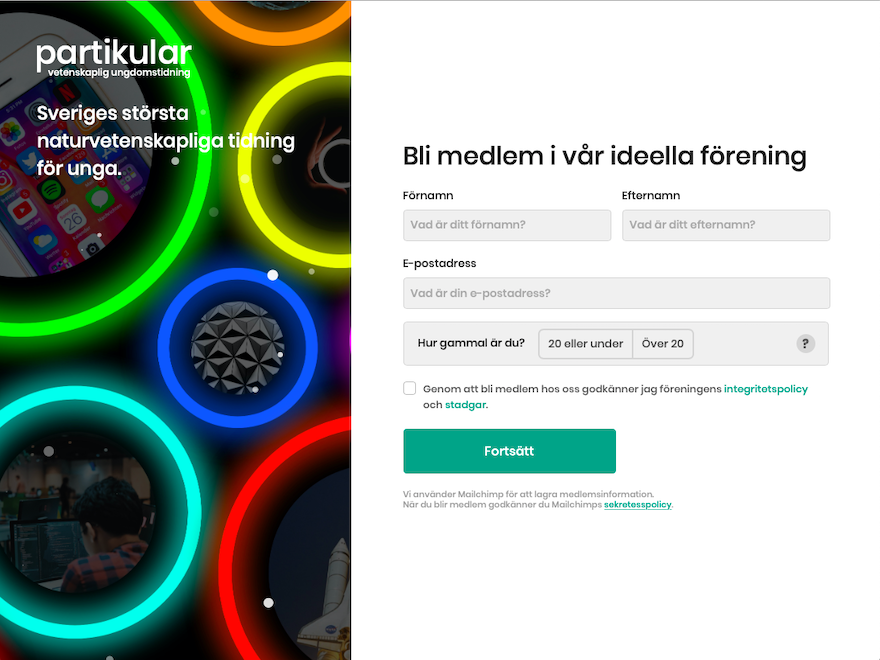 partikular
vetenskaplig ungdomstidning
Sveriges största
naturvetenskapliga tidning
för unga.
Bli medlem i vår ideella förening
Förnamn
Efternamn
Vad är ditt förnamn?
Vad är ditt efternamn?
E-postadress
Vad är din e-postadress?
Hur gammal är du?
20 eller under
Över 20
?
Genom att bli medlem hos oss godkänner jag föreningens integritotspolicy
och stadgar.
Fortsätt
Vi använder Mailchimp för att lagra medlemsinformation.
När du blir medlem godkänner du Mailchimps sekretesspolicy.